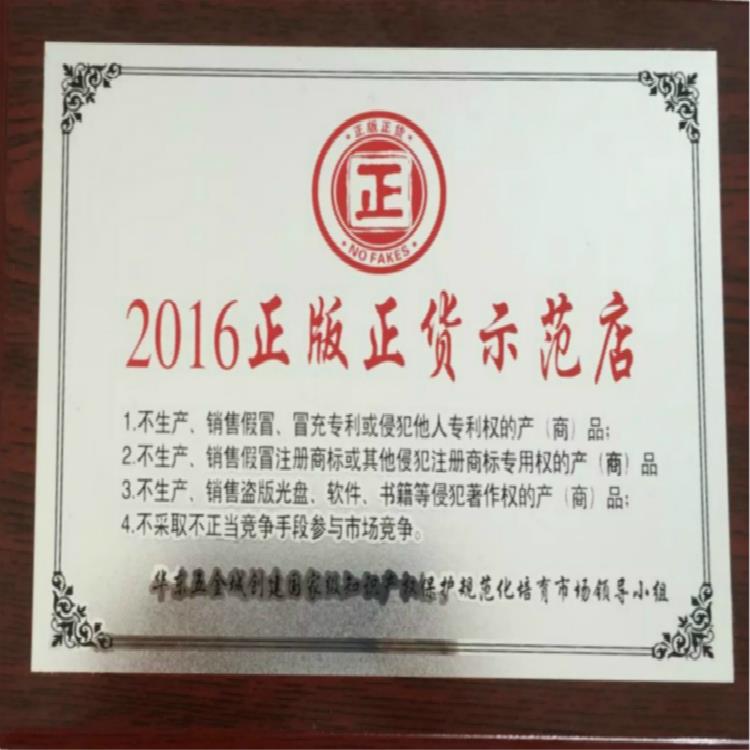 正版正货
正
NO FAKES
2016正版正货示范店
1.不生产、销售假冒、冒充专利或侵犯他人专利权的产（商）品；
2.不生产、销售假冒注册商标或其他侵犯注册商标专用权的产（商）品
3.不生产、销售盗版光盘、软件、书籍等侵犯著作权的产（商）品；
4.不采取不正当竞争手段参与市场竞争。
华东五金城创建国家级知识产权保护规范化培育市场领导小组